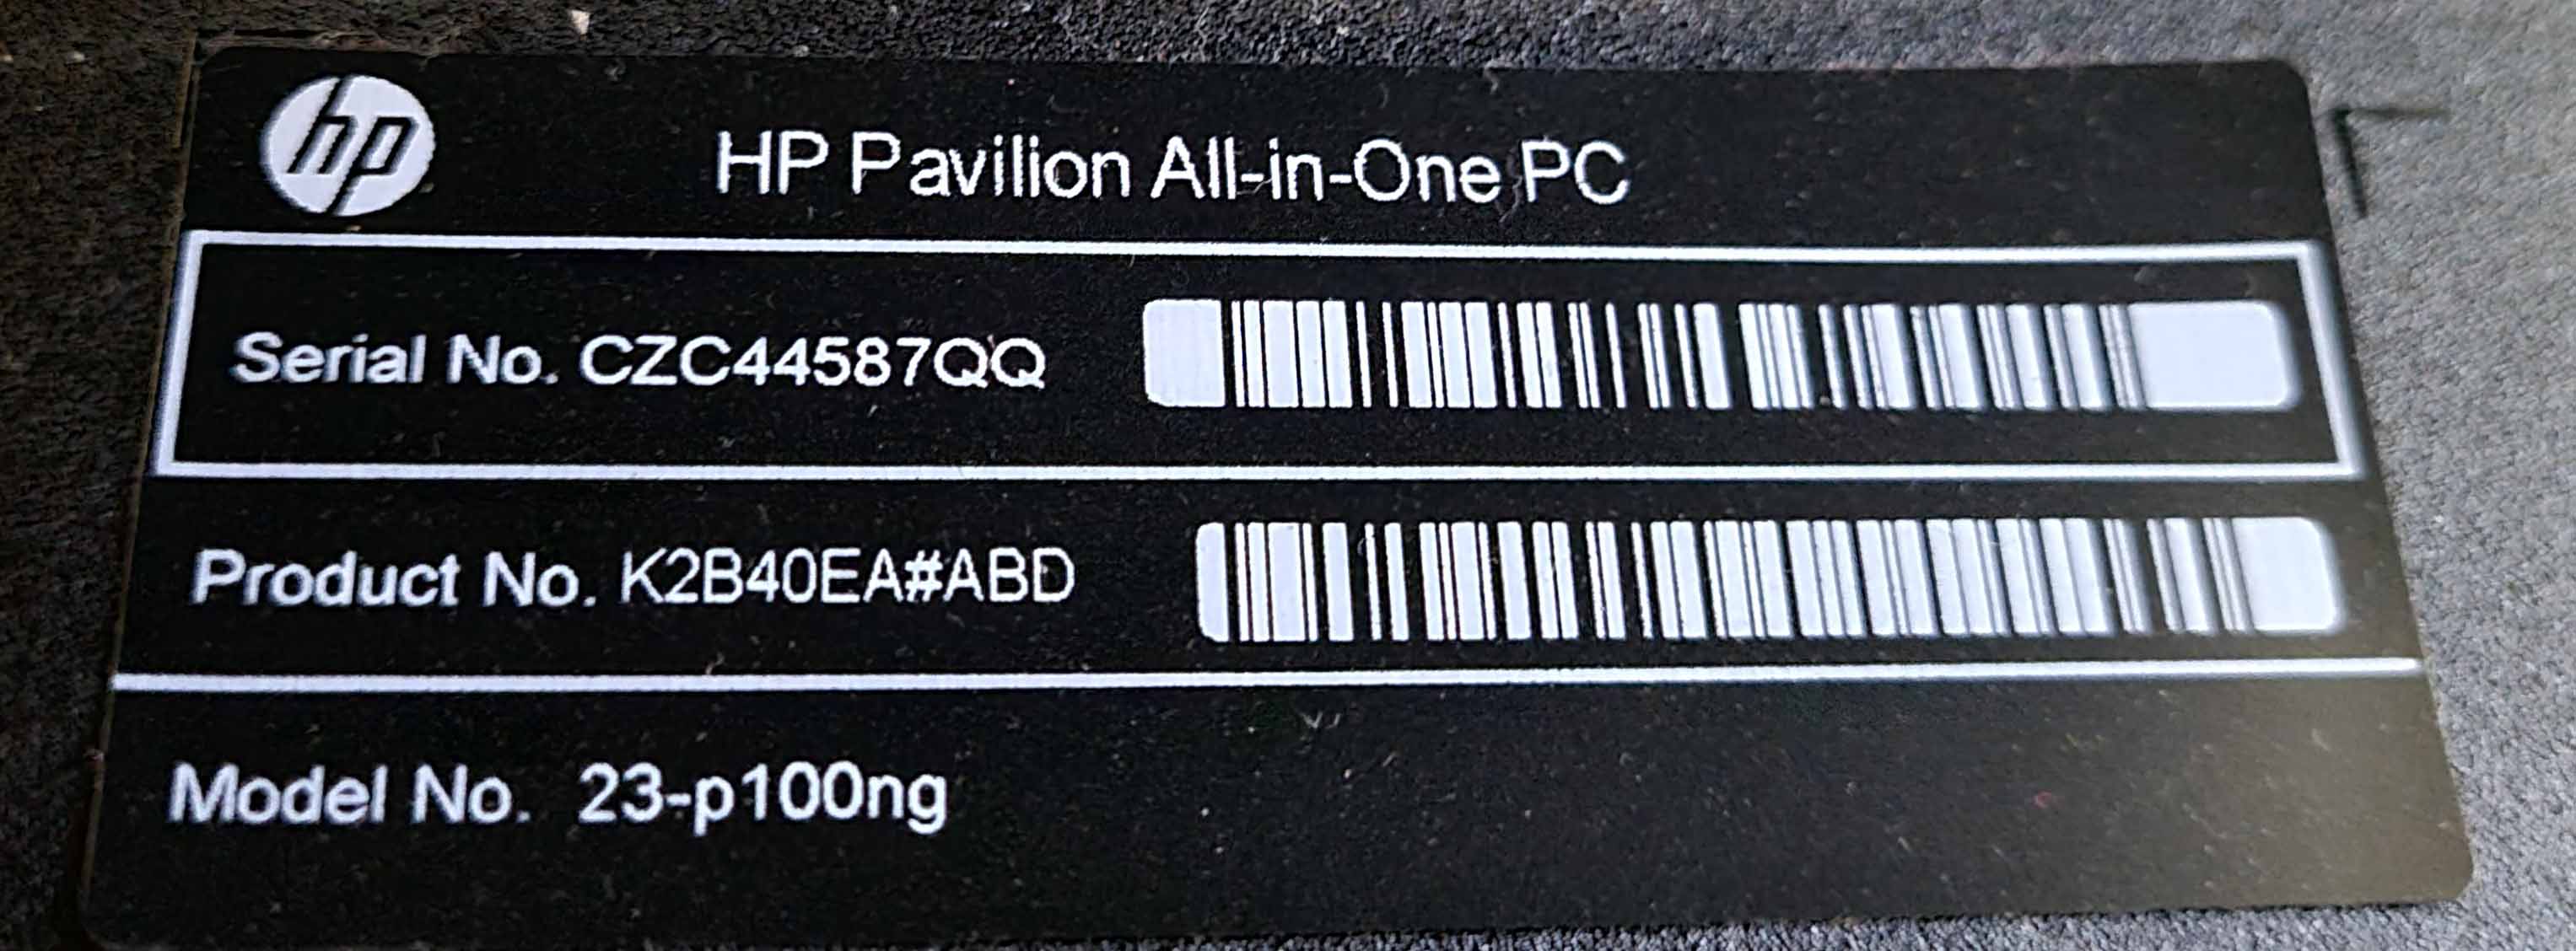 hp
HP Pavilion All-in-One PC
Serial No. CZC44587QQ
Product No. K2B40EA#ABD
Model No. 23-p100ng